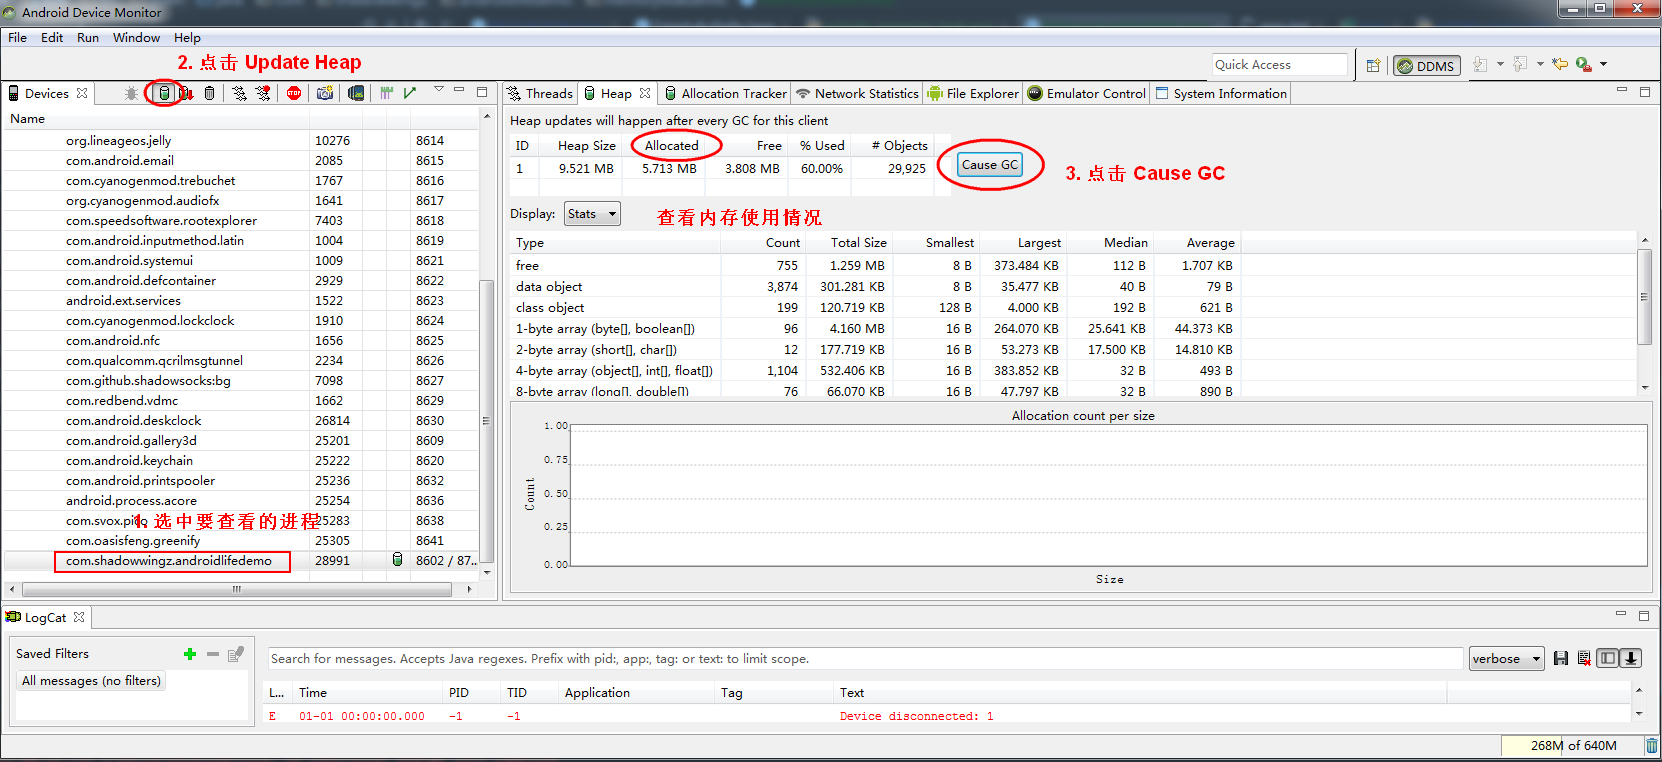 Android Device Monitor
File Edit Run Window Help
2. 点击 Update Heap
Quick Access
DDMS
Devices
Threads Heap Allocation Tracker Network Statistics File Explorer Emulator Control System Information
Name
org.lineageos.jelly 10276 8614
com.android.email 2085 8615
com.cyanogenmod.trebuchet 1767 8616
org.cyanogenmod.audiofx 1641 8617
com.speedsoftware.rootexplorer 7403 8618
com.android.inputmethod.latin 1004 8619
com.android.systemui 1009 8621
com.android.defcontainer 2929 8622
android.ext.services 1522 8623
com.cyanogenmod.lockclock 1910 8624
com.android.nfc 1656 8625
com.qualcomm.qcrilmsgtunnel 2234 8626
com.github.shadowsocks:bg 7098 8627
com.redbend.vdmc 1662 8629
com.android.deskclock 26814 8630
com.android.gallery3d 25201 8609
com.android.keychain 25222 8620
com.android.printspooler 25236 8632
android.process.acore 25254 8636
com.svox.pico 25283 8638
1. 选中要查看的进程
com.oasisfeng.greenify 25305 8641
com.shadowwingz.androidlifedemo 28991 8602 / 87...
Heap updates will happen after every GC for this client
ID Heap Size Allocated Free % Used # Objects
1 9.521 MB 5.713 MB 3.808 MB 60.00% 29,925
Cause GC
3. 点击 Cause GC
Display: Stats
查看内存使用情况
Type Count Total Size Smallest Largest Median Average
free 755 1.259 MB 8 B 373.484 KB 112 B 1.707 KB
data object 3,874 301.281 KB 8 B 35.477 KB 40 B 79 B
class object 199 120.719 KB 128 B 4.000 KB 192 B 621 B
1-byte array (byte[], boolean[]) 96 4.160 MB 16 B 264.070 KB 25.641 KB 44.373 KB
2-byte array (short[], char[]) 12 177.719 KB 16 B 53.273 KB 17.500 KB 14.810 KB
4-byte array (object[], int[], float[]) 1,104 532.406 KB 16 B 383.852 KB 32 B 493 B
8-byte array (long[], double[]) 76 66.070 KB 16 B 47.797 KB 32 B 890 B
Allocation count per size
1.00
0.75
0.50
0.25
0.00
Count
Size
LogCat
Saved Filters
All messages (no filters)
Search for messages. Accepts Java regexes. Prefix with pid:, app:, tag: or text: to limit scope.
verbose
L... Time PID TID Application Tag Text
E 01-01 00:00:00.000 -1 -1 Device disconnected: 1
268M of 640M